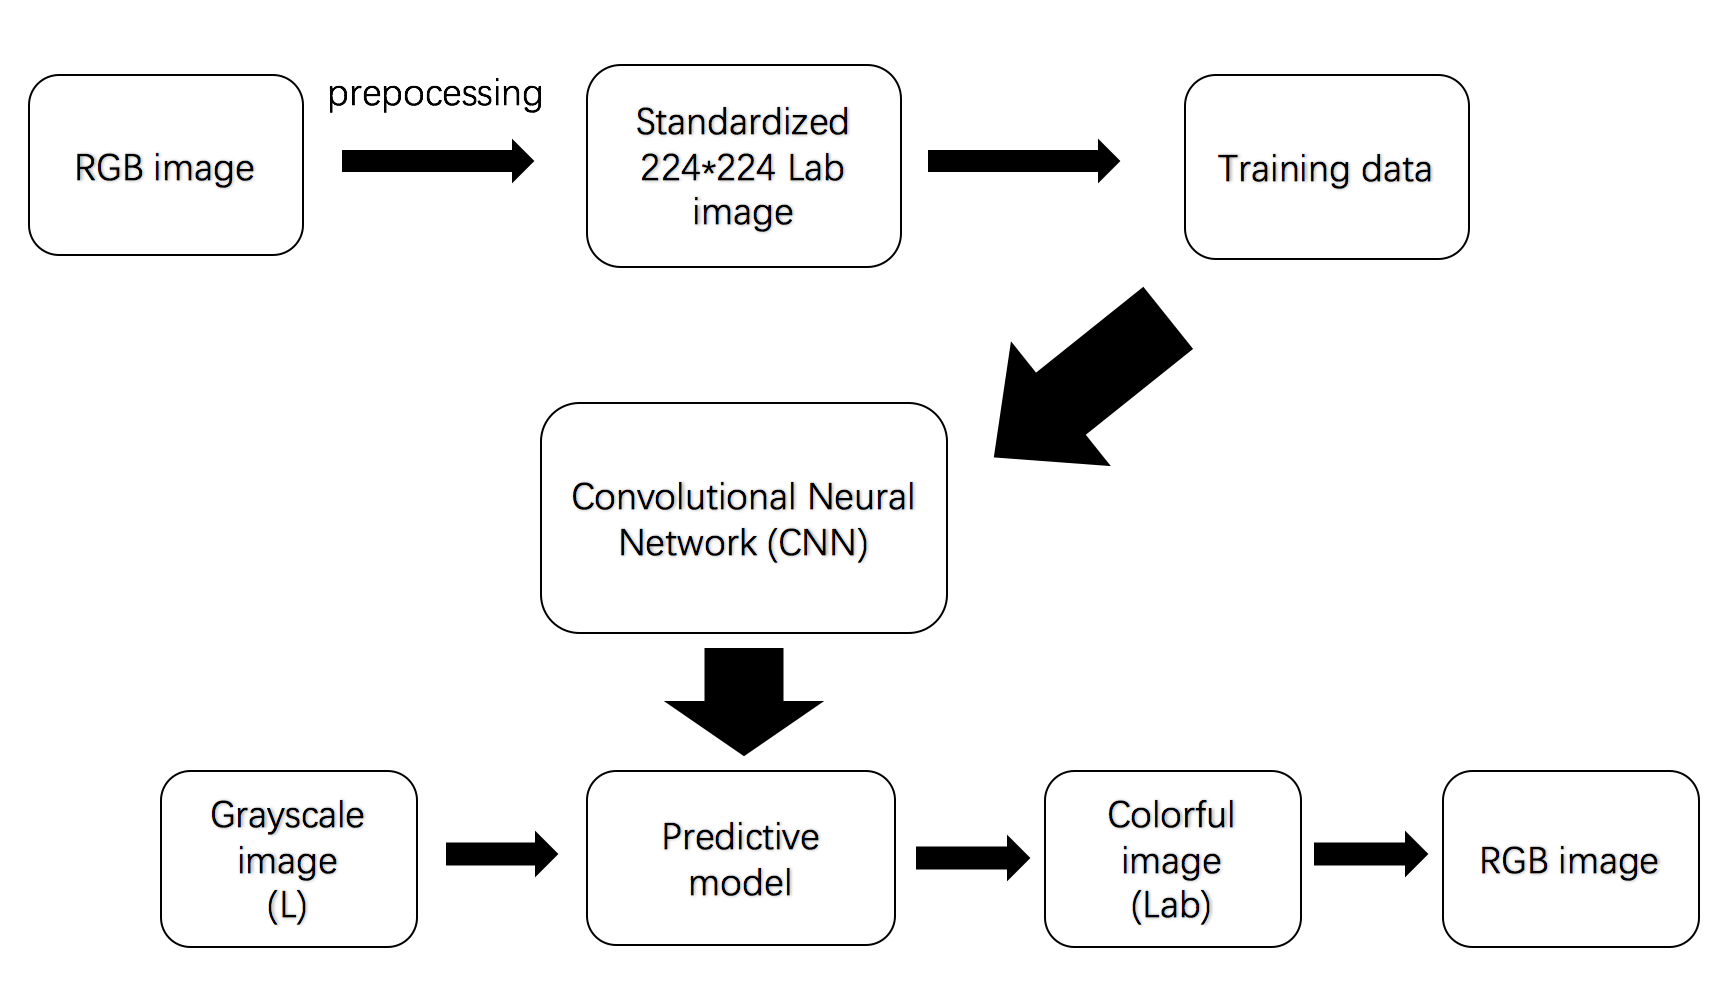 RGB image
prepocessing
Standardized
224*224 Lab
image
Training data
Convolutional Neural
Network (CNN)
Grayscale
image
(L)
Predictive
model
Colorful
image
(Lab)
RGB image